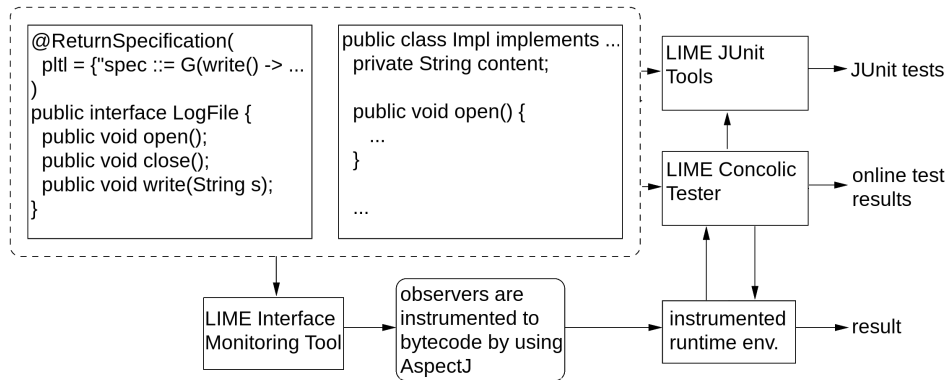 @ReturnSpecification(
pltl = {"spec ::= G(write() -> ...
)
public interface LogFile {
public void open();
public void close();
public void write(String s);
}
public class Impl implements ...
private String content;
public void open() {
...
}
...
LIME JUnit
Tools
JUnit tests
LIME Concolic
Tester
online test
results
LIME Interface
Monitoring Tool
observers are
instrumented to
bytecode by using
AspectJ
instrumented
runtime env.
result